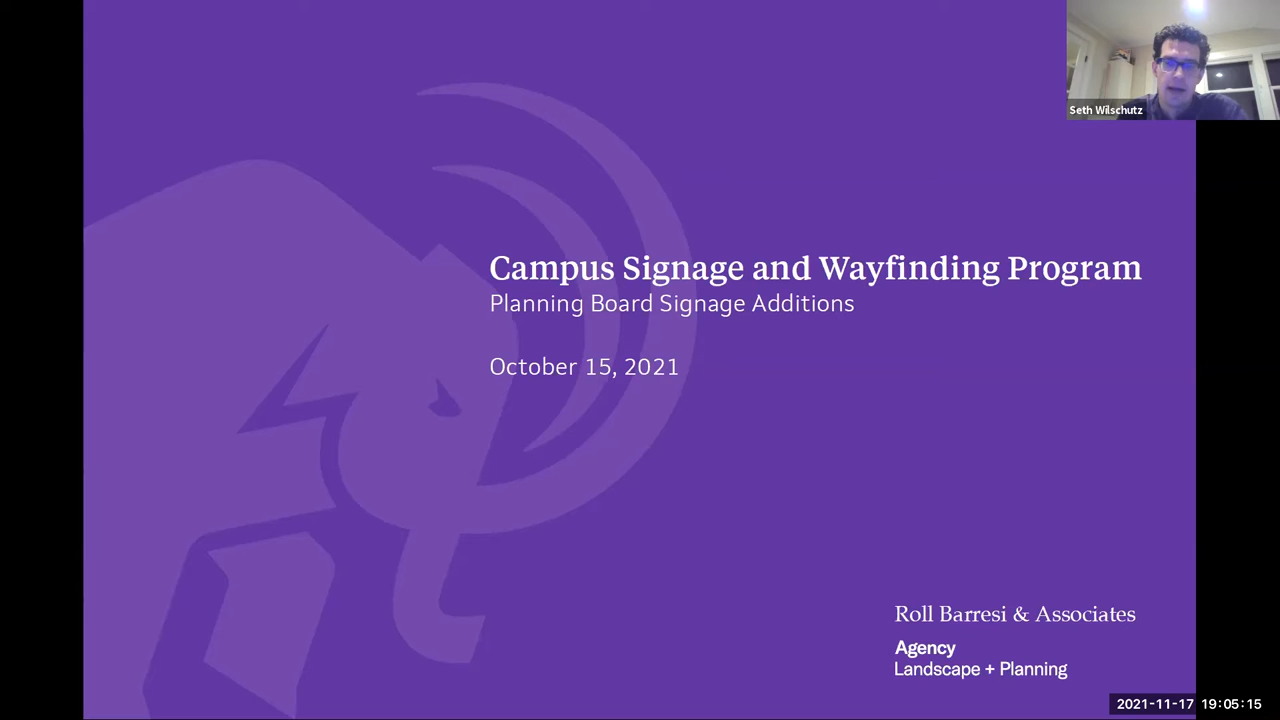 Seth Wilschutz
Campus Signage and Wayfinding Program
Planning Board Signage Additions
October 15, 2021
Roll Barresi & Associates
Agency
Landscape + Planning
2021-11-17 19:05:15